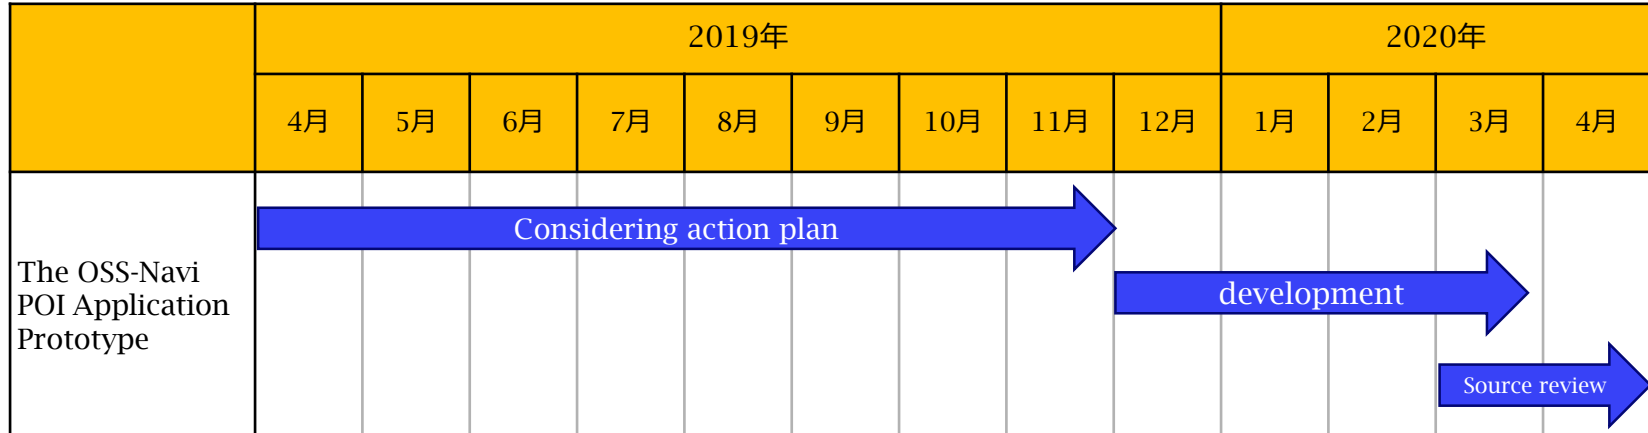 2019年
2020年
4月
5月
6月
7月
8月
9月
10月
11月
12月
1月
2月
3月
4月
The OSS-Navi
POI Application
Prototype
Considering action plan
development
Source review